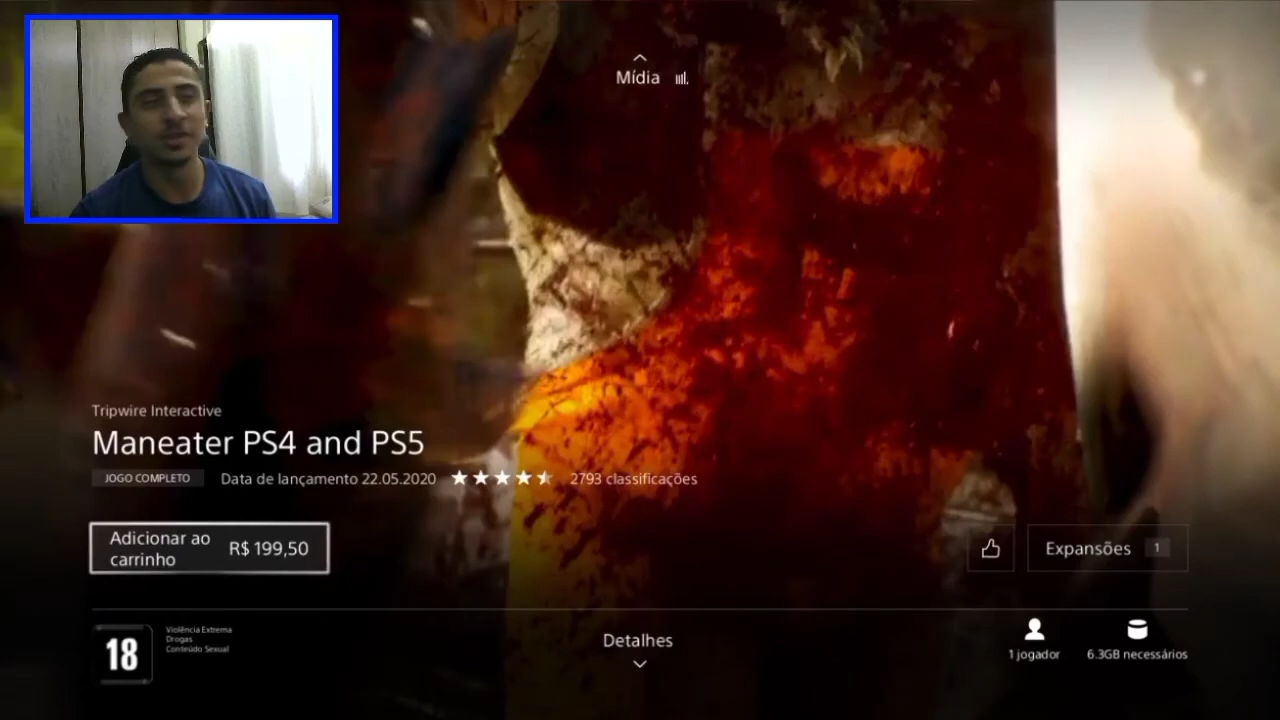 Mídia
Tripwire Interactive
Maneater PS4 and PS5
JOGO COMPLETO Data de lançamento 22.05.2020 2793 classificações
Adicionar ao
carrinho R$ 199,50
Expansões 1
18
Violência Extrema
Drogas
Conteúdo Sexual
Detalhes
1 jogador 6.3GB necessários